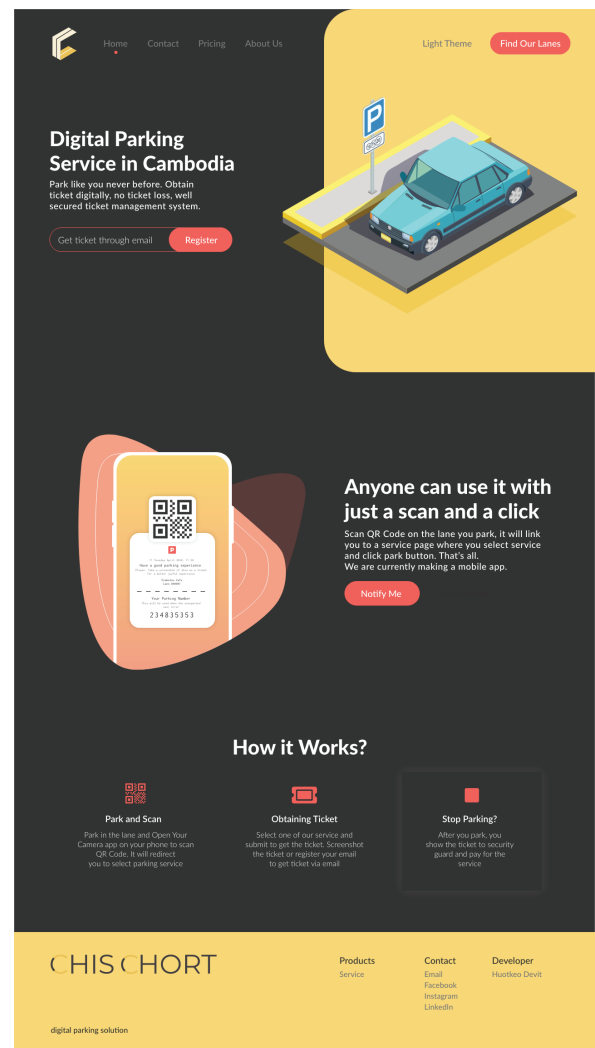 Home Contact Pricing About Us Light Theme Find Our Lanes
P
Digital Parking
Service in Cambodia
Park like you never before. Obtain
ticket digitally, no ticket loss, well
secured ticket management system.
Get ticket through email Register
Anyone can use it with
just a scan and a click
Scan QR Code on the lane you park, it will link
you to a service page where you select service
and click park button. That's all.
We are currently making a mobile app.
Notify Me
P
Have a good parking experience
Your Parking Number
234835353
How it Works?
Park and Scan
Park in the lane and Open Your
Camera app on your phone to scan
QR Code. It will redirect
you to select parking service
Obtaining Ticket
Select one of our service and
submit to get the ticket. Screenshot
the ticket or register your email
to get ticket via email
Stop Parking?
After you park, you
show the ticket to security
guard and pay for the
service
CHIS CHORT
digital parking solution
Products
Service
Contact
Email
Facebook
Instagram
LinkedIn
Developer
Huotkeo Devit